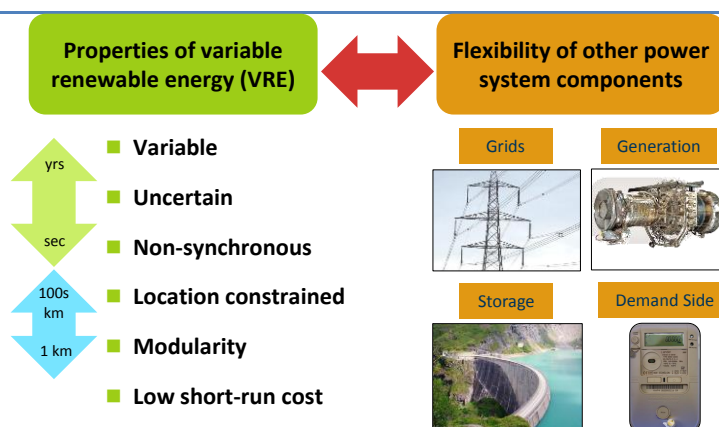 Properties of variable
renewable energy (VRE)
Flexibility of other power
system components
yrs
sec
100s
km
1 km
Variable
Uncertain
Non-synchronous
Location constrained
Modularity
Low short-run cost
Grids
Generation
Storage
Demand Side